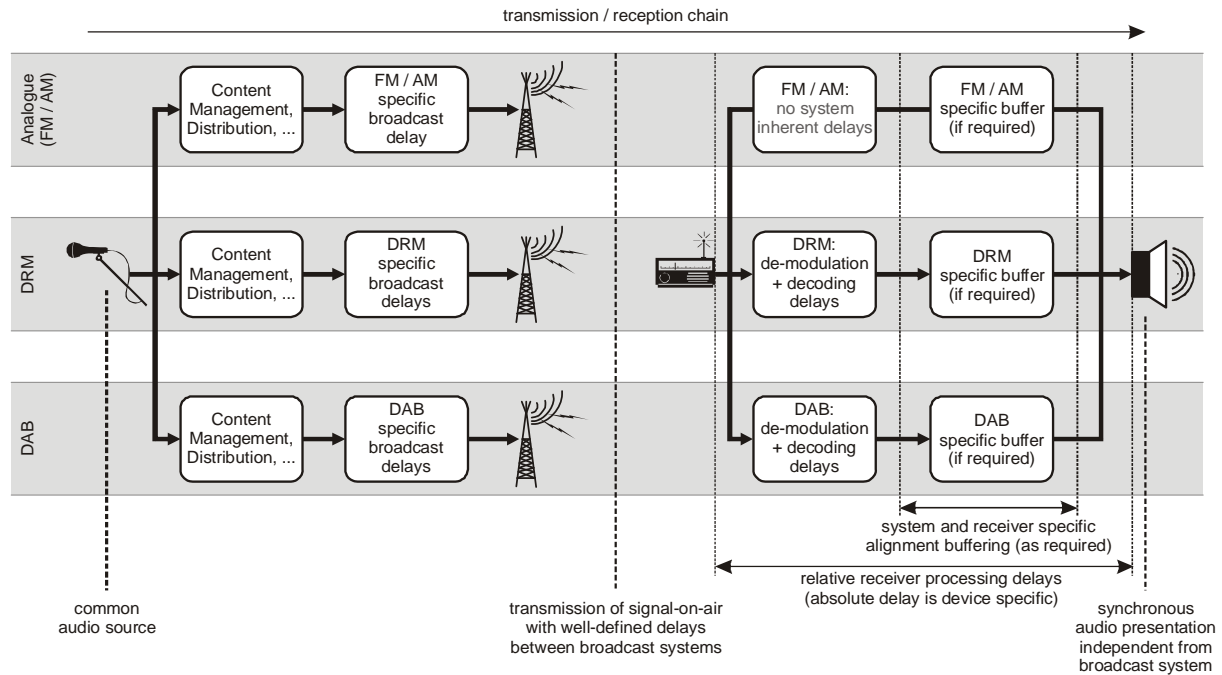 transmission / reception chain
Analogue
(FM / AM)
Content
Management,
Distribution, ...
FM / AM
specific
broadcast
delay
FM / AM:
no system
inherent delays
FM / AM
specific buffer
(if required)
DRM
Content
Management,
Distribution, ...
DRM
specific
broadcast
delays
DRM:
de-modulation
+ decoding
delays
DRM
specific buffer
(if required)
DAB
Content
Management,
Distribution, ...
DAB
specific
broadcast
delays
DAB:
de-modulation
+ decoding
delays
DAB
specific buffer
(if required)
system and receiver specific
alignment buffering (as required)
relative receiver processing delays
(absolute delay is device specific)
common
audio source
transmission of signal-on-air
with well-defined delays
between broadcast systems
synchronous
audio presentation
independent from
broadcast system